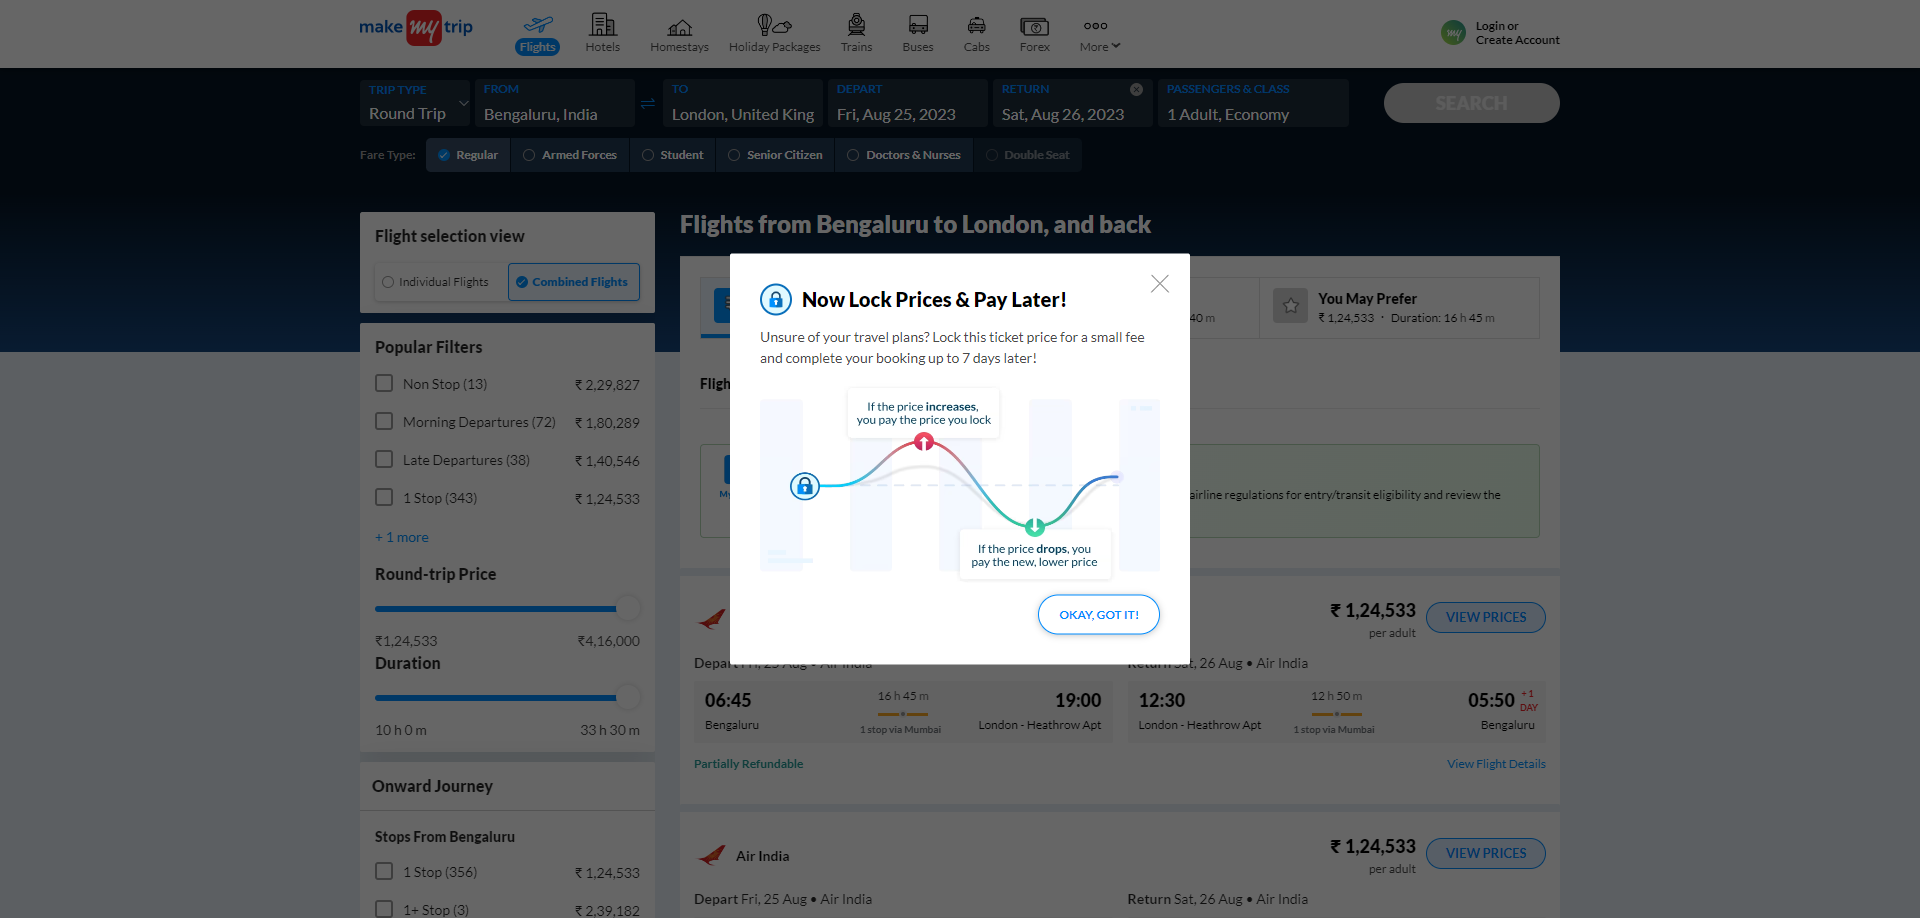 make my trip
Flights
Hotels
Homestays
Holiday Packages
Trains
Buses
Cabs
Forex
More
my
Login or
Create Account
TRIP TYPE
Round Trip
FROM
Bengaluru, India
TO
London, United King
DEPART
Fri, Aug 25, 2023
RETURN
Sat, Aug 26, 2023
PASSENGERS & CLASS
1 Adult, Economy
SEARCH
Fare Type:
Regular
Armed Forces
Student
Senior Citizen
Doctors & Nurses
Double Seat
Flight selection view
Individual Flights
Combined Flights
Popular Filters
Non Stop (13) ₹ 2,29,827
Morning Departures (72) ₹ 1,80,289
Late Departures (38) ₹ 1,40,546
1 Stop (343) ₹ 1,24,533
+ 1 more
Round-trip Price
₹1,24,533 ₹4,16,000
Duration
10 h 0 m 33 h 30 m
Onward Journey
Stops From Bengaluru
1 Stop (356) ₹ 1,24,533
1+ Stop (3) ₹ 2,39,182
Flights from Bengaluru to London, and back
40 m
You May Prefer
₹ 1,24,533 · Duration: 16 h 45 m
Fligh
My
airline regulations for entry/transit eligibility and review the
Now Lock Prices & Pay Later!
Unsure of your travel plans? Lock this ticket price for a small fee
and complete your booking up to 7 days later!
If the price increases,
you pay the price you lock
If the price drops, you
pay the new, lower price
OKAY, GOT IT!
₹ 1,24,533
per adult
VIEW PRICES
Depart Fri, 25 Aug • Air India
Return Sat, 26 Aug • Air India
06:45
Bengaluru
16 h 45 m
1 stop via Mumbai
19:00
London - Heathrow Apt
12:30
London - Heathrow Apt
12 h 50 m
1 stop via Mumbai
05:50 +1 DAY
Bengaluru
Partially Refundable
View Flight Details
Air India
₹ 1,24,533
per adult
VIEW PRICES
Depart Fri, 25 Aug • Air India
Return Sat, 26 Aug • Air India